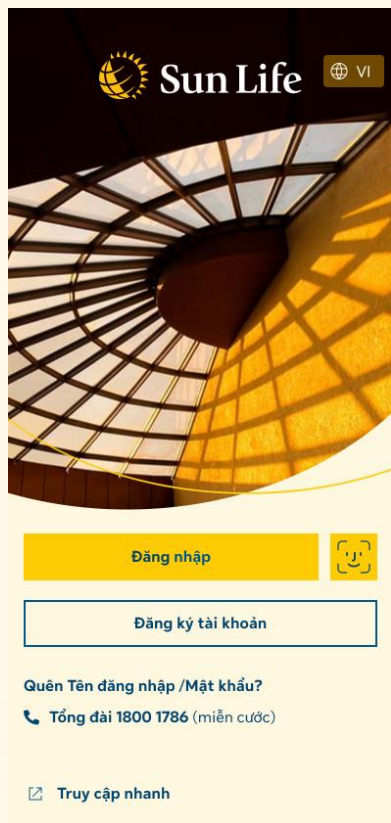 Sun Life
VI
Đăng nhập
Đăng ký tài khoản
Quên Tên đăng nhập /Mật khẩu?
Tổng đài 1800 1786 (miễn cước)
Truy cập nhanh